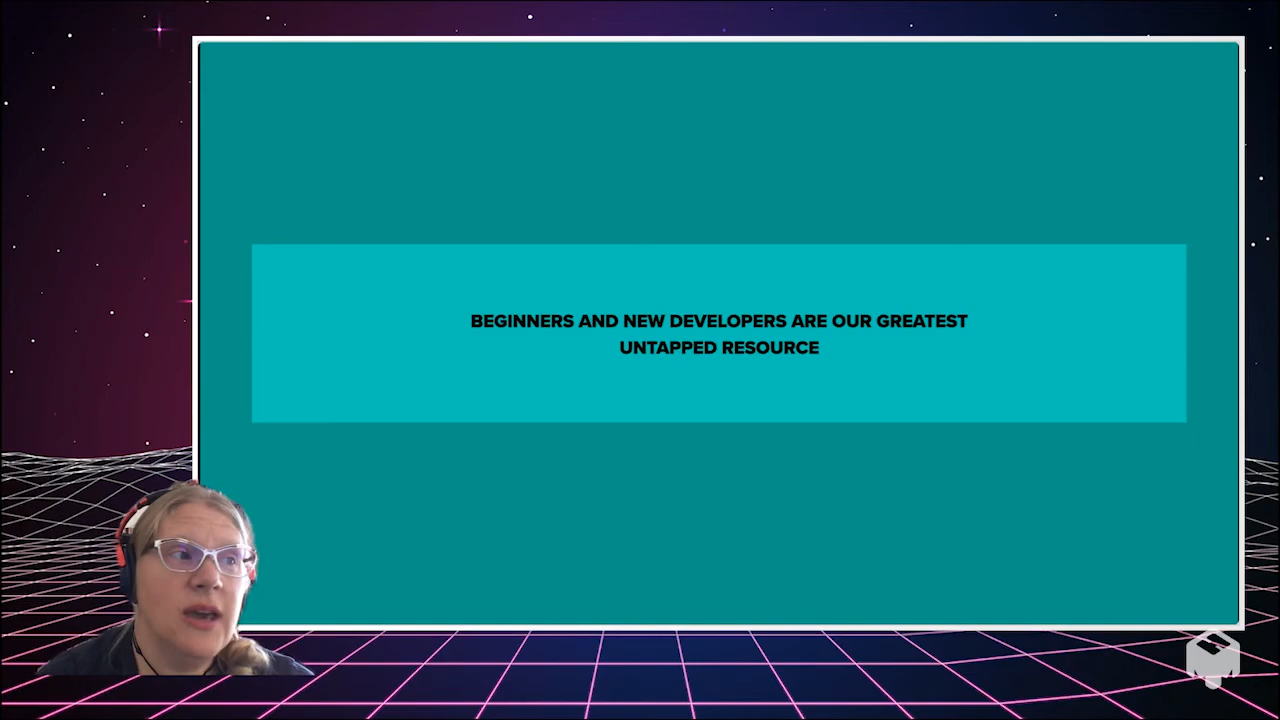 BEGINNERS AND NEW DEVELOPERS ARE OUR GREATEST
UNTAPPED RESOURCE